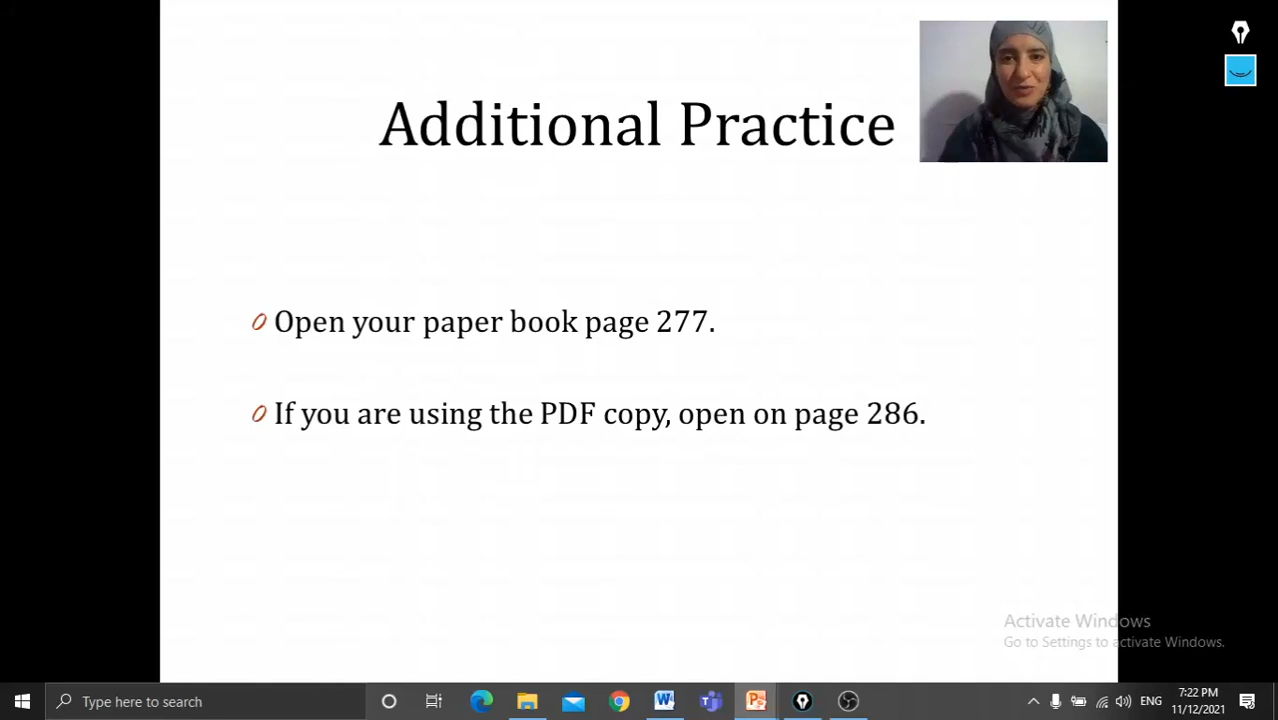 Additional Practice
Open your paper book page 277.
If you are using the PDF copy, open on page 286.
Activate Windows
Go to Settings to activate Windows.
Type here to search
ENG
7:22 PM
11/12/2021